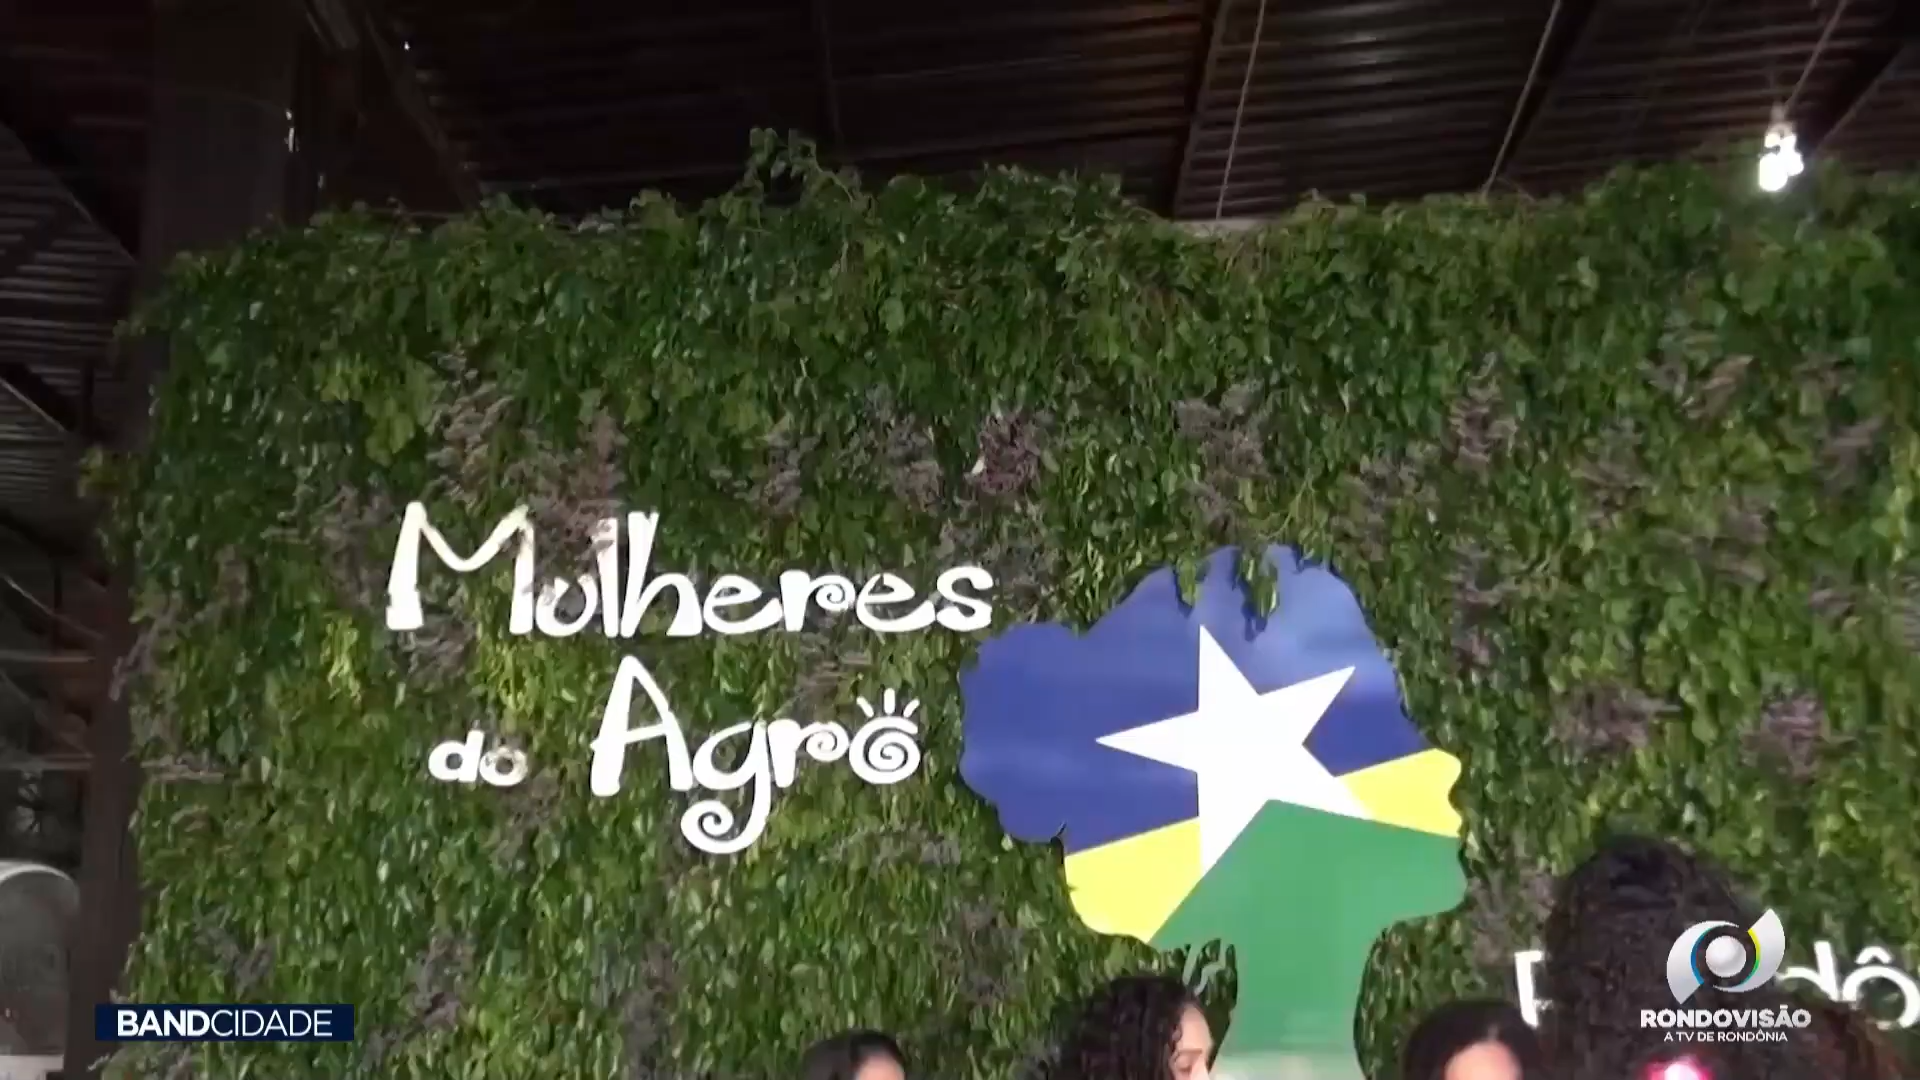 Mulheres
do Agro
BANDCIDADE
RONDOVISÃO
A TV DE RONDÔNIA